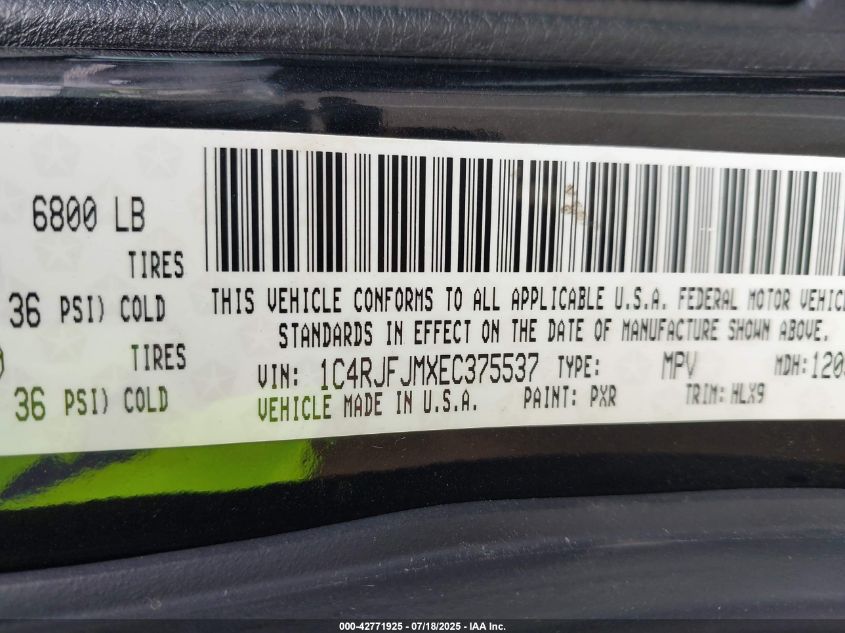 6800 LB
TIRES
36 PSI) COLD
TIRES
36 PSI) COLD
THIS VEHICLE CONFORMS TO ALL APPLICABLE U.S.A. FEDERAL MOTOR VEHIC
STANDARDS IN EFFECT ON THE DATE OF MANUFACTURE SHOWN ABOVE.
VIN: 1C4RJFJMXEC375537 TYPE: MPV MDH: 120
VEHICLE MADE IN U.S.A. PAINT: PXR TRIM: HLX9
000-42771925 - 07/18/2025 - IAA Inc.